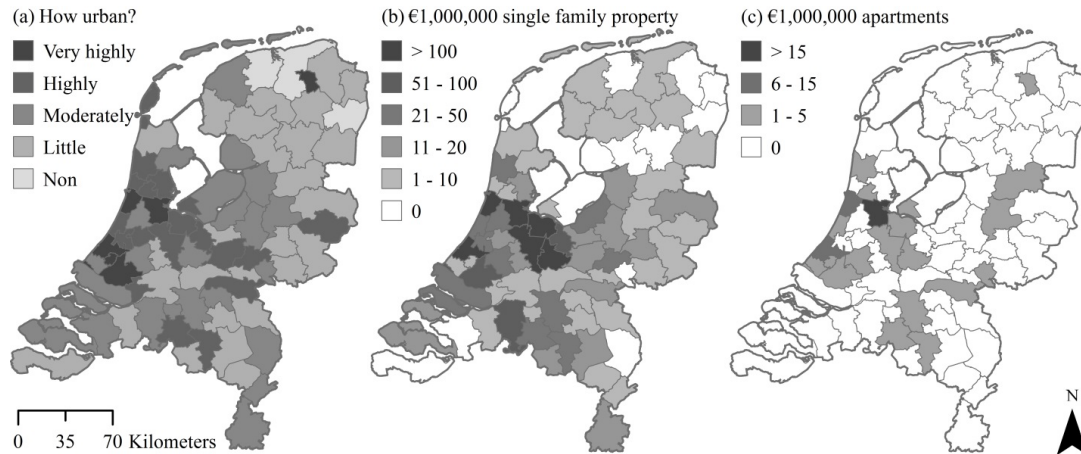 (a) How urban?
Very highly
Highly
Moderately
Little
Non
(b) €1,000,000 single family property
> 100
51 - 100
21 - 50
11 - 20
1 - 10
0
(c) €1,000,000 apartments
> 15
6 - 15
1 - 5
0
0 35 70 Kilometers
N